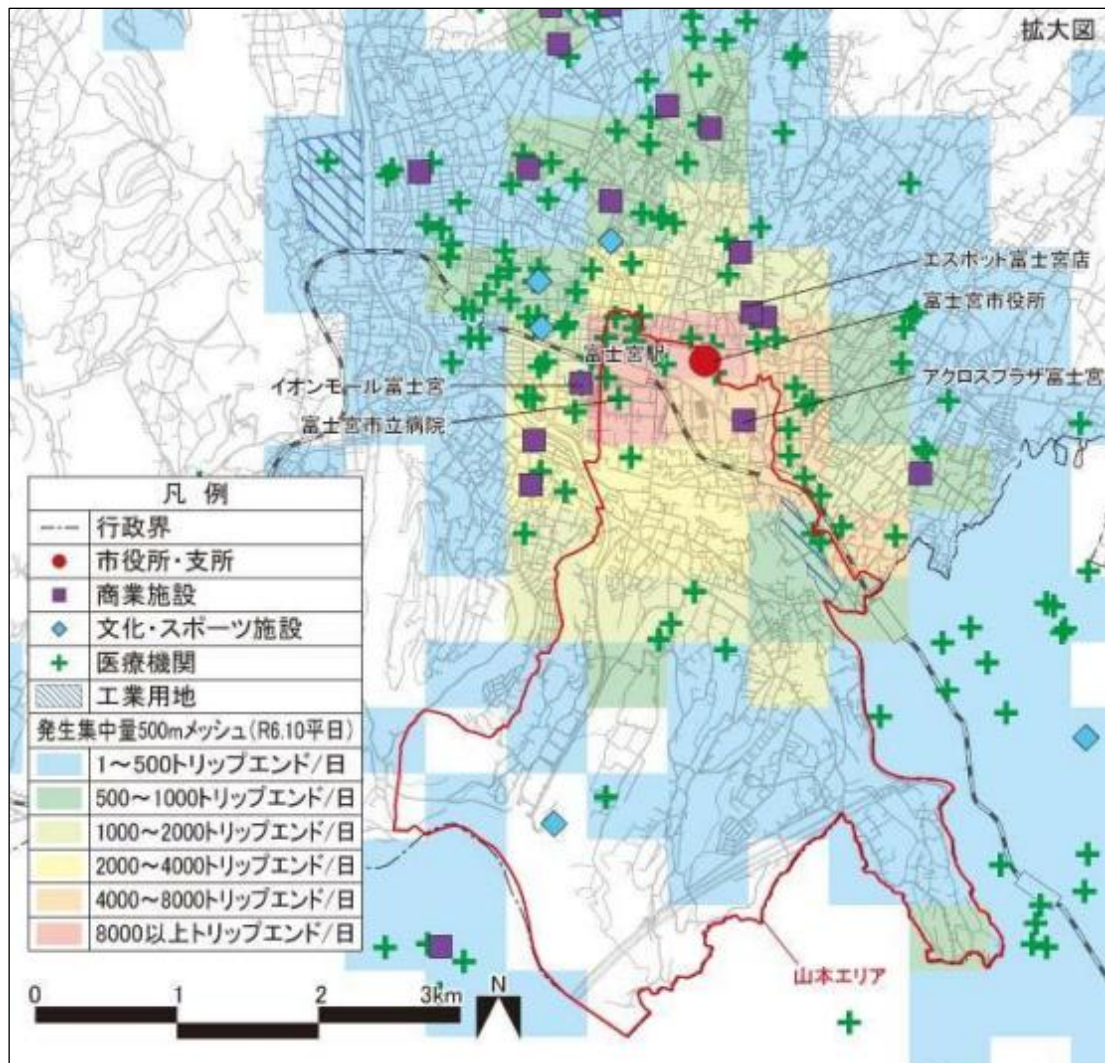 拡大図
エスポット富士宮店
富士宮市役所
富士宮駅
イオンモール富士宮
アクロスプラザ富士宮
富士宮市立病院
凡 例
行政界
市役所・支所
商業施設
文化・スポーツ施設
医療機関
工業用地
発生集中量500mメッシュ(R6.10平日)
1~500トリップエンド/日
500~1000トリップエンド/日
1000~2000トリップエンド/日
2000~4000トリップエンド/日
4000~8000トリップエンド/日
8000以上トリップエンド/日
山本エリア
0 1 2 3km
N